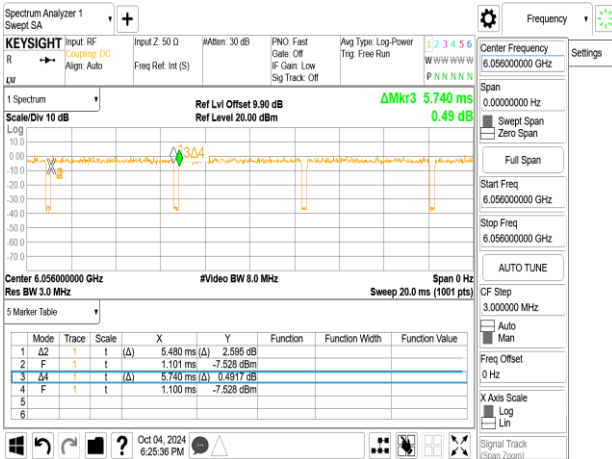 Spectrum Analyzer 1
Swept SA
+
Frequency
KEYSIGHT
R
Input: RF
Coupling: DC
Align: Auto
Input Z: 50 Ω
Freq Ref: Int (S)
#Atten: 30 dB
PNO: Fast
Gate: Off
IF Gain: Low
Sig Track: Off
Avg Type: Log-Power
Trig: Free Run
1 2 3 4 5 6
W W W W W W
P N N N N N
1 Spectrum
Scale/Div 10 dB
Log
Ref Lvl Offset 9.90 dB
Ref Level 20.00 dBm
ΔMkr3 5.740 ms
0.49 dB
10.0
0.00
-10.0
-20.0
-30.0
-40.0
-50.0
-60.0
-70.0
3Δ4
Center 6.056000000 GHz
Res BW 3.0 MHz
#Video BW 8.0 MHz
Span 0 Hz
Sweep 20.0 ms (1001 pts)
5 Marker Table
Mode Trace Scale X Y Function Function Width Function Value
1 Δ2 1 t (Δ) 5.480 ms (Δ) 2.595 dB
2 F 1 t 1.101 ms -7.528 dBm
3 Δ4 1 t (Δ) 5.740 ms (Δ) 0.4917 dB
4 F 1 t 1.100 ms -7.528 dBm
5
6
Oct 04, 2024
6:25:36 PM
Center Frequency
6.056000000 GHz
Settings
Span
0.00000000 Hz
Swept Span
Zero Span
Full Span
Start Freq
6.056000000 GHz
Stop Freq
6.056000000 GHz
AUTO TUNE
CF Step
3.000000 MHz
Auto
Man
Freq Offset
0 Hz
X Axis Scale
Log
Lin
Signal Track
(Span Zoom)